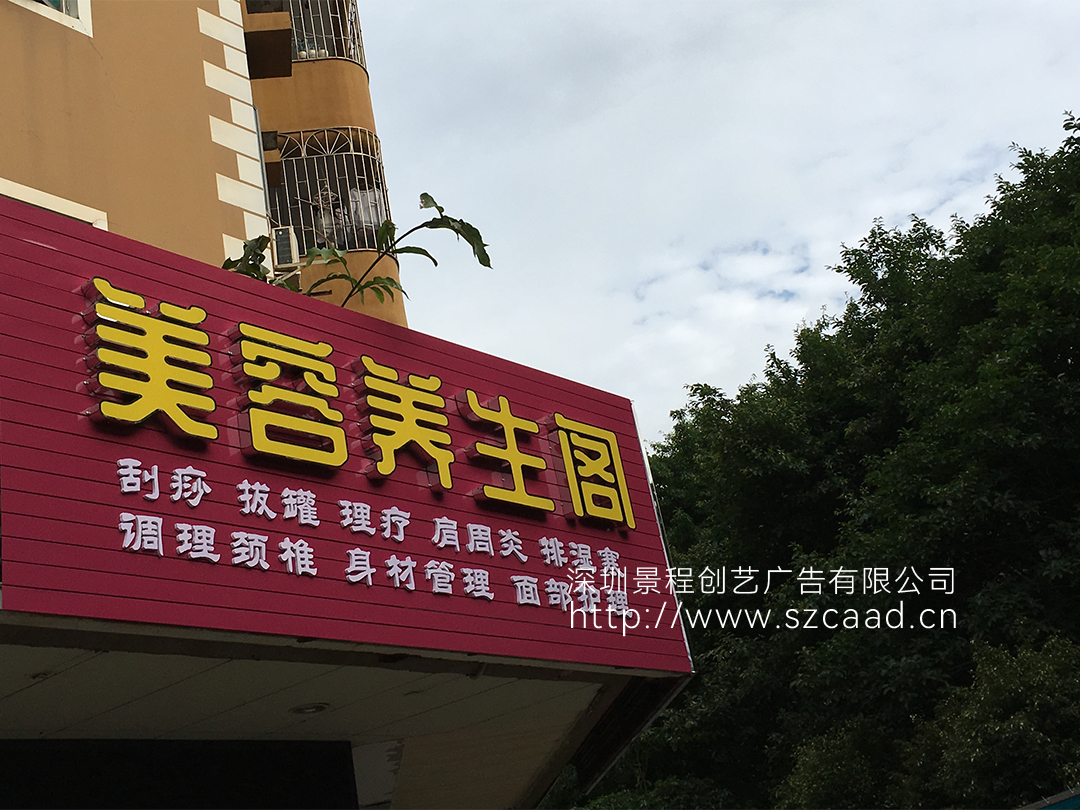 美容养生阁
刮痧 拔罐 理疗 肩周炎 排湿寒
调理颈椎 身材管理 面部护理
深圳景程创艺广告有限公司
http://www.szcaad.cn